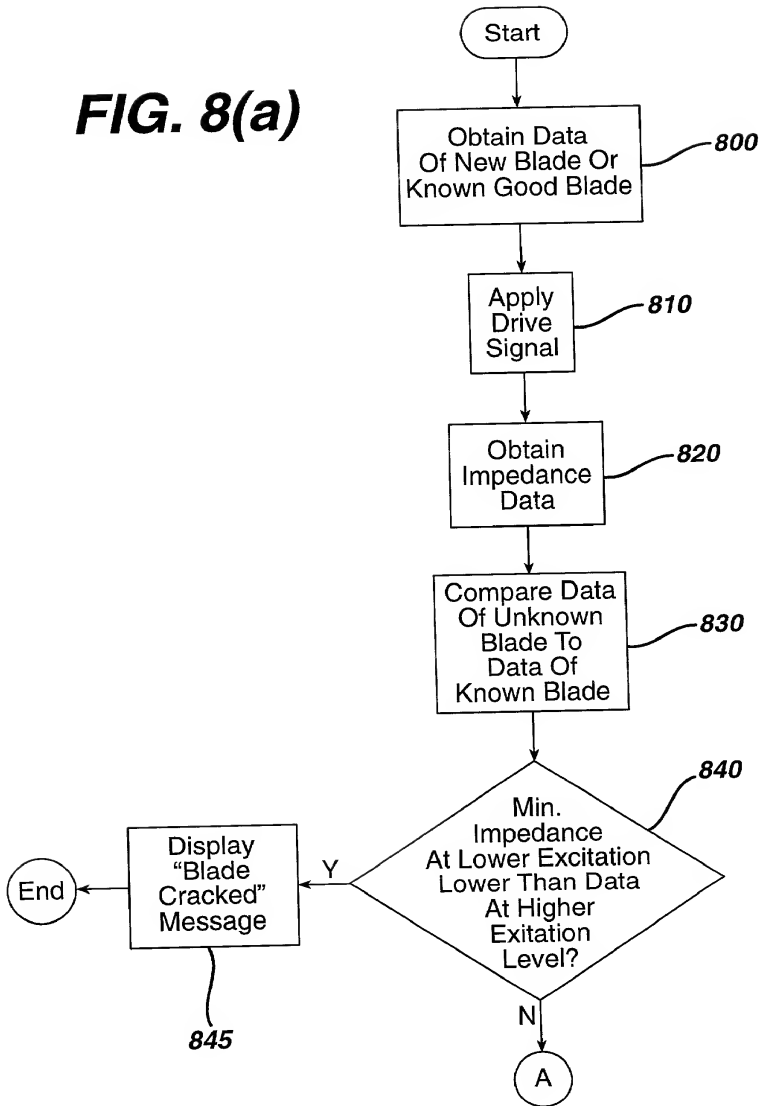 Start
FIG. 8(a)
Obtain Data
Of New Blade Or
Known Good Blade
800
Apply
Drive
Signal
810
Obtain
Impedance
Data
820
Compare Data
Of Unknown
Blade To
Data Of
Known Blade
830
840
Min.
Impedance
At Lower Excitation
Lower Than Data
At Higher
Exitation
Level?
Y
Display
"Blade
Cracked"
Message
End
845
N
A